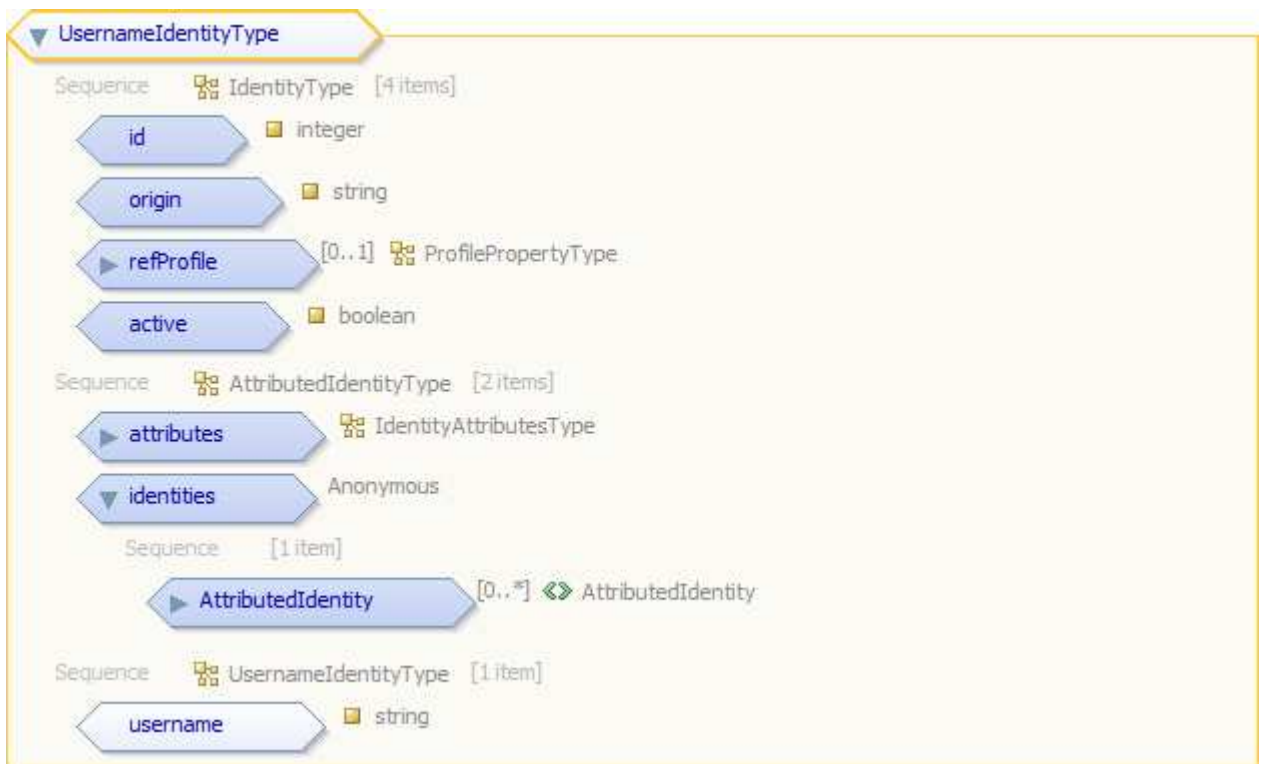 UsernameIdentityType
Sequence IdentityType [4 items]
id integer
origin string
refProfile [0..1] ProfilePropertyType
active boolean
Sequence AttributedIdentityType [2 items]
attributes IdentityAttributesType
identities Anonymous
Sequence [1 item]
AttributedIdentity [0..*] AttributedIdentity
Sequence UsernameIdentityType [1 item]
username string